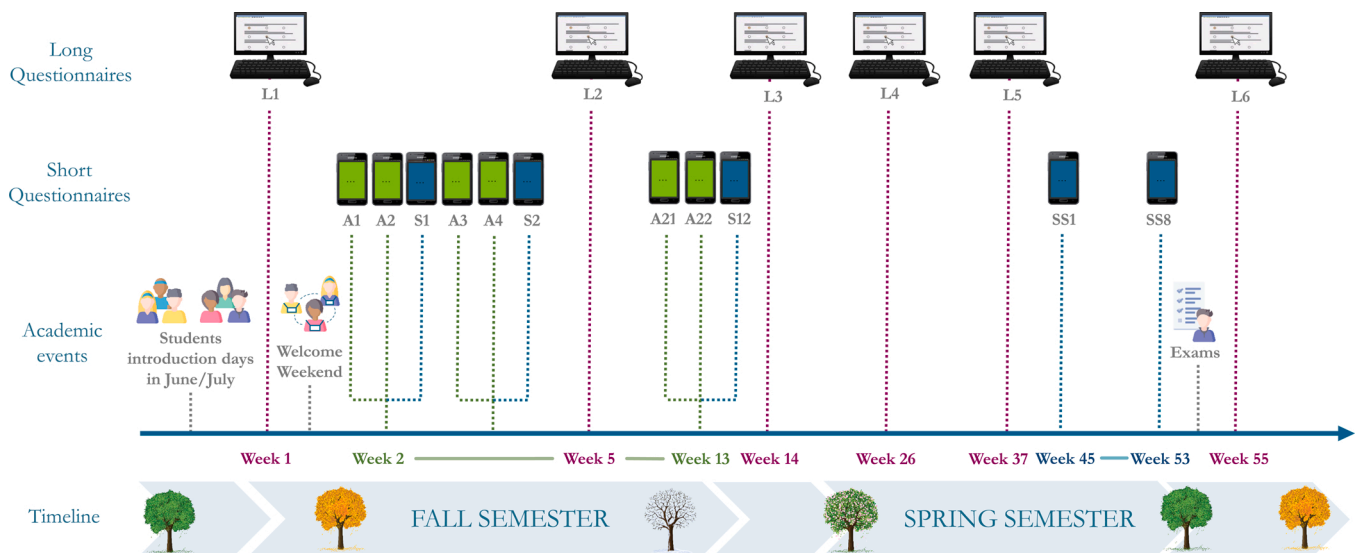 Long
Questionnaires
L1
L2
L3
L4
L5
L6
Short
Questionnaires
A1 A2 S1 A3 A4 S2
A21 A22 S12
SS1
SS8
Academic
events
Students
introduction days
in June/July
Welcome
Weekend
Exams
Week 1
Week 2
Week 5
Week 13
Week 14
Week 26
Week 37
Week 45
Week 53
Week 55
Timeline
FALL SEMESTER
SPRING SEMESTER